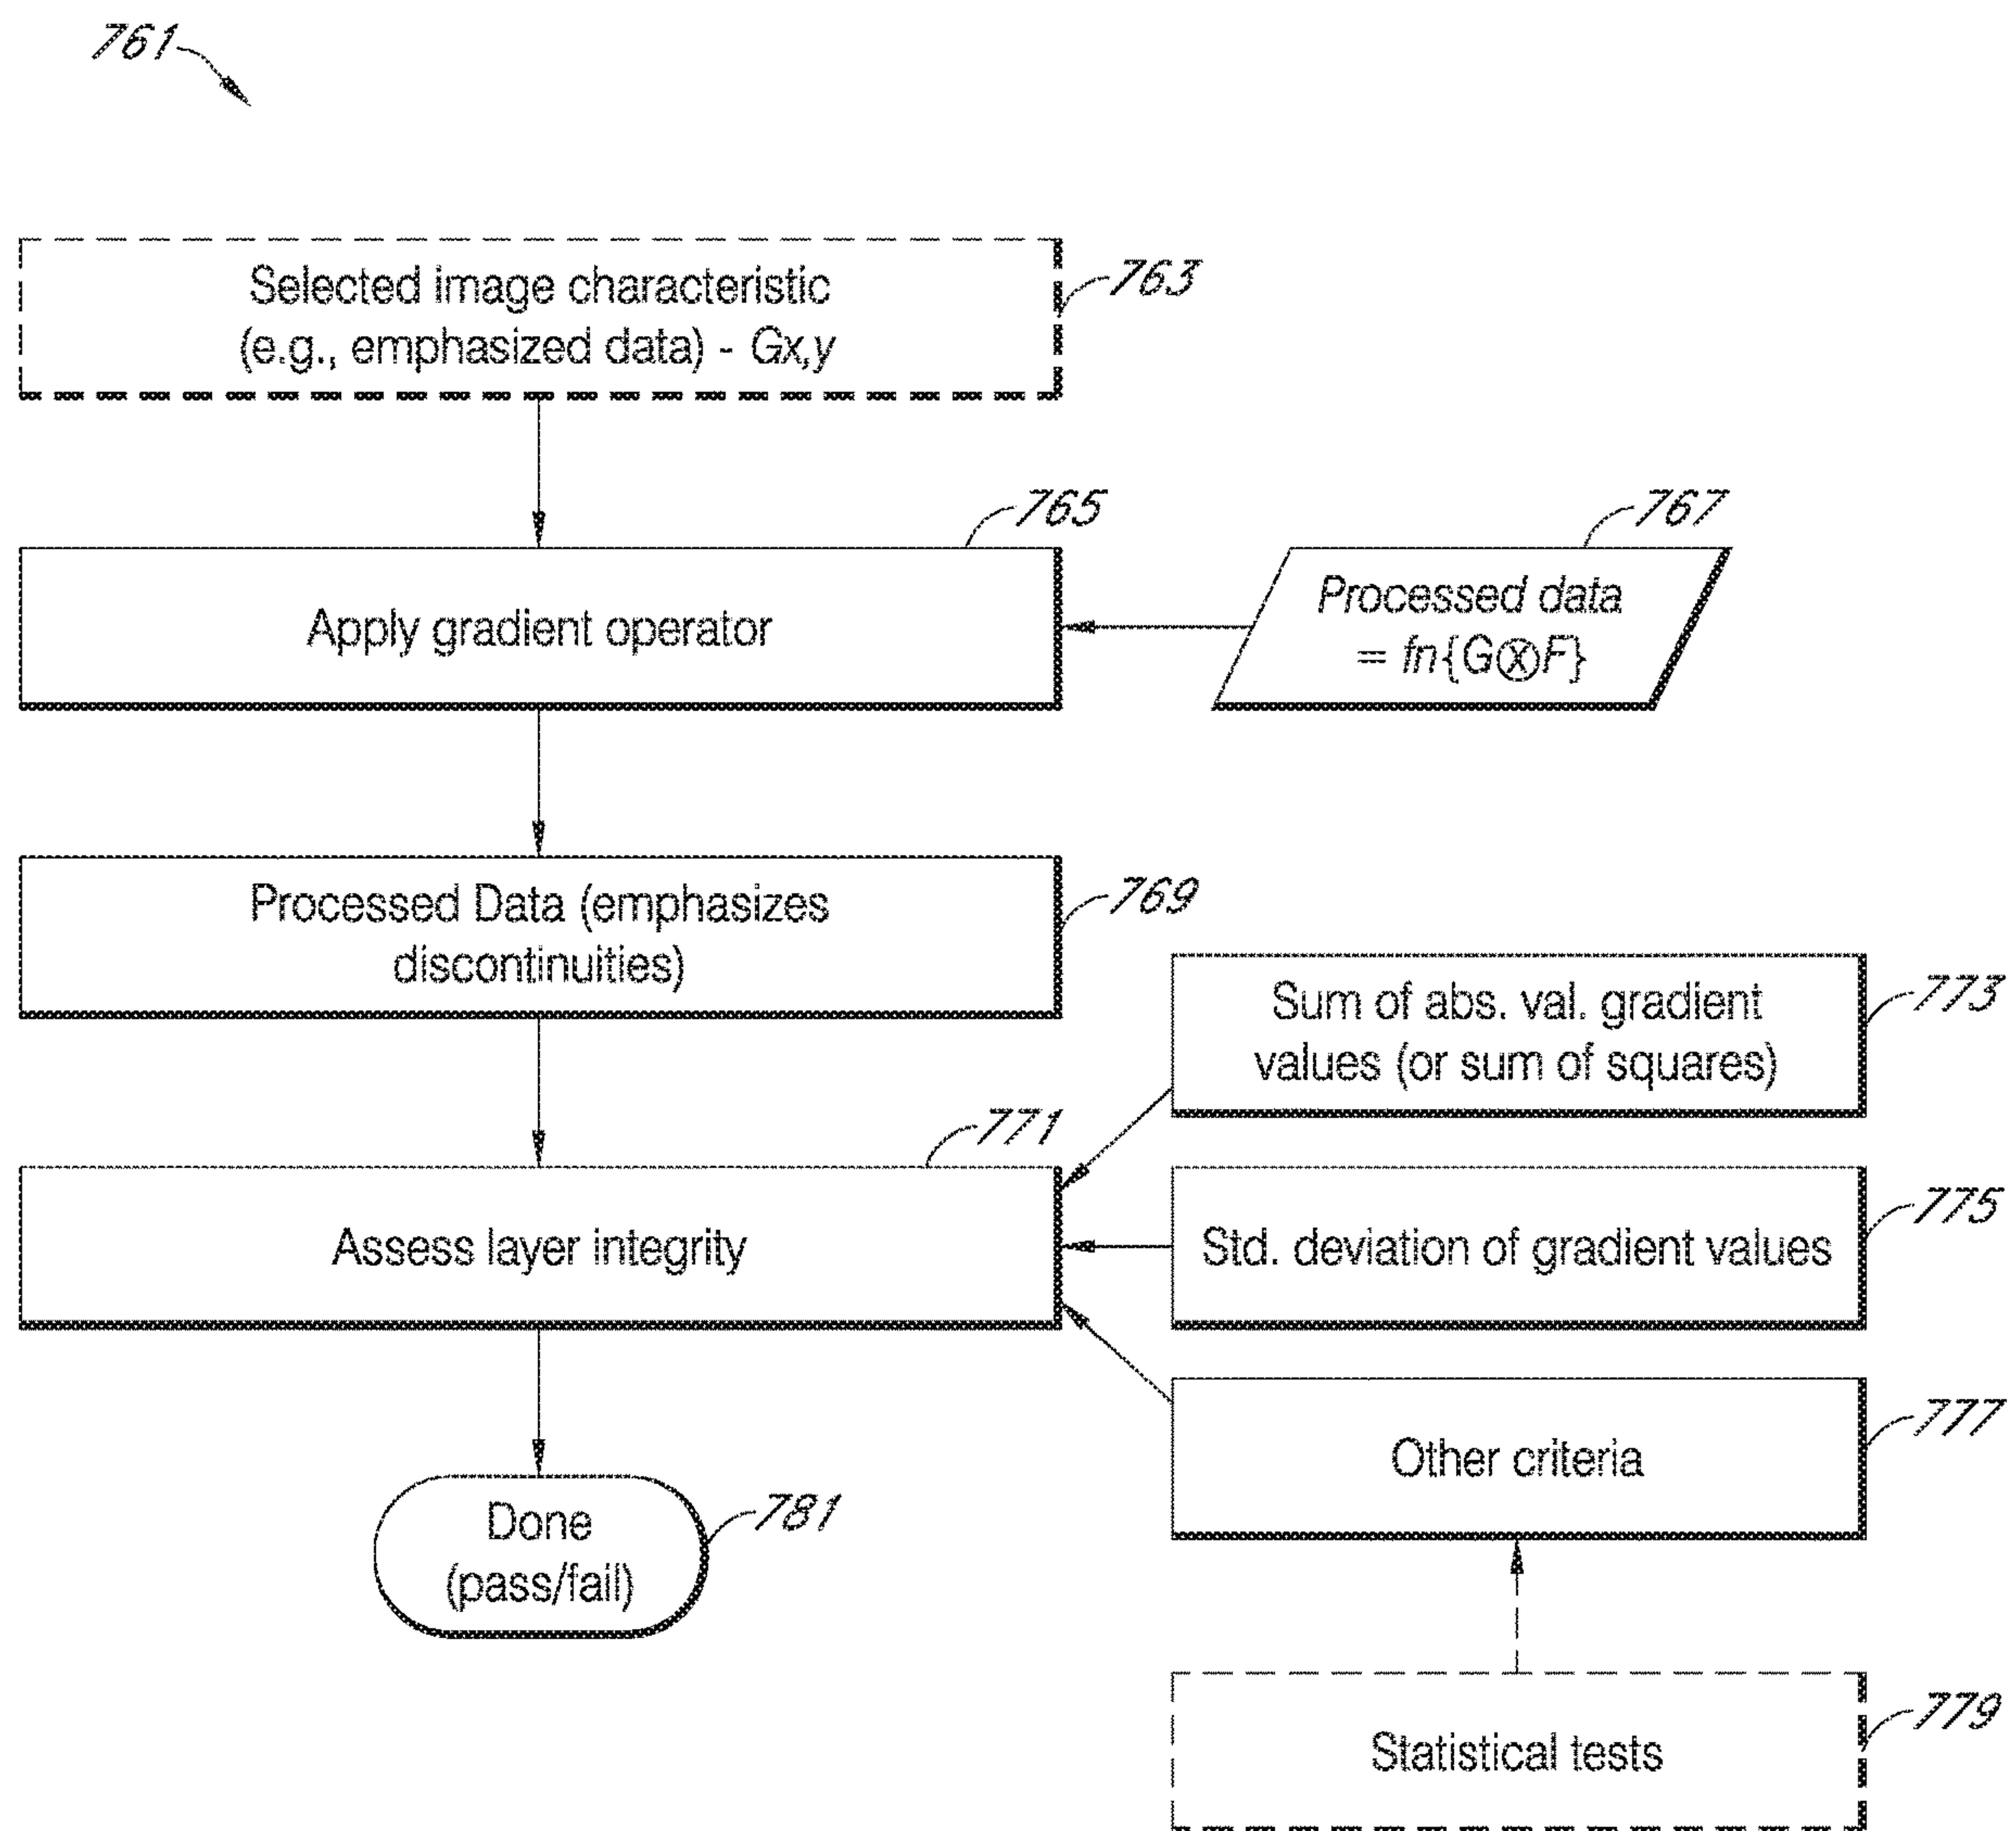 761
Selected image characteristic
(e.g., emphasized data) - Gx,y
763
765
Apply gradient operator
767
Processed data
= fn{G⊗F}
Processed Data (emphasizes
discontinuities)
769
Sum of abs. val. gradient
values (or sum of squares)
773
771
Assess layer integrity
Std. deviation of gradient values
775
Other criteria
777
Done
(pass/fail)
781
Statistical tests
779